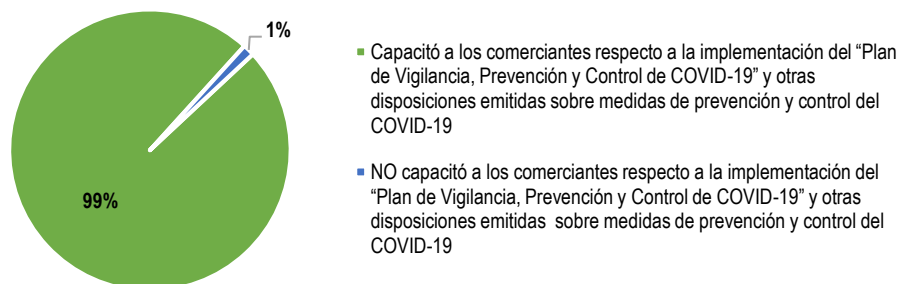 1%
Capacitó a los comerciantes respecto a la implementación del “Plan
de Vigilancia, Prevención y Control de COVID-19” y otras
disposiciones emitidas sobre medidas de prevención y control del
COVID-19
99%
NO capacitó a los comerciantes respecto a la implementación del
“Plan de Vigilancia, Prevención y Control de COVID-19” y otras
disposiciones emitidas sobre medidas de prevención y control del
COVID-19